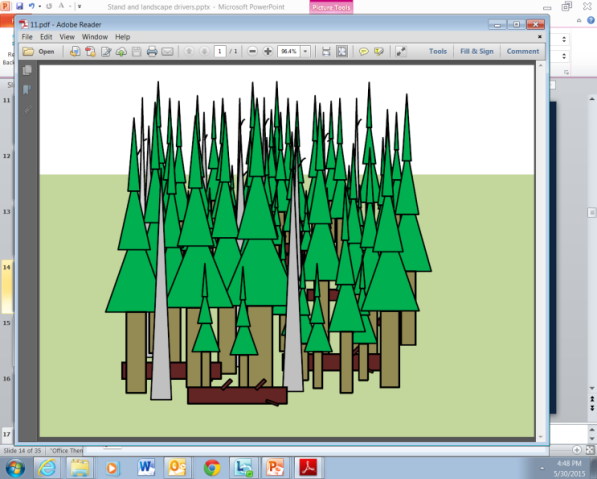 Stand and landscape drivers.pptx - Microsoft PowerPoint
Picture Tools
11.pdf - Adobe Reader
File Edit View Window Help
Open
1 / 1
96.4%
Tools Fill & Sign Comment
11
12
13
14
15
16
17
Slide 14 of 35 "Office Them
4:48 PM
5/30/2015